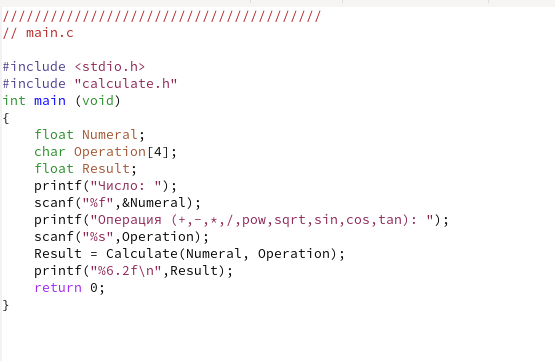 ////////////////////////////////////////
// main.c
#include <stdio.h>
#include "calculate.h"
int main (void)
{
    float Numeral;
    char Operation[4];
    float Result;
    printf("Число: ");
    scanf("%f",&Numeral);
    printf("Операция (+,-,*,/,pow,sqrt,sin,cos,tan): ");
    scanf("%s",Operation);
    Result = Calculate(Numeral, Operation);
    printf("%6.2f\n",Result);
    return 0;
}